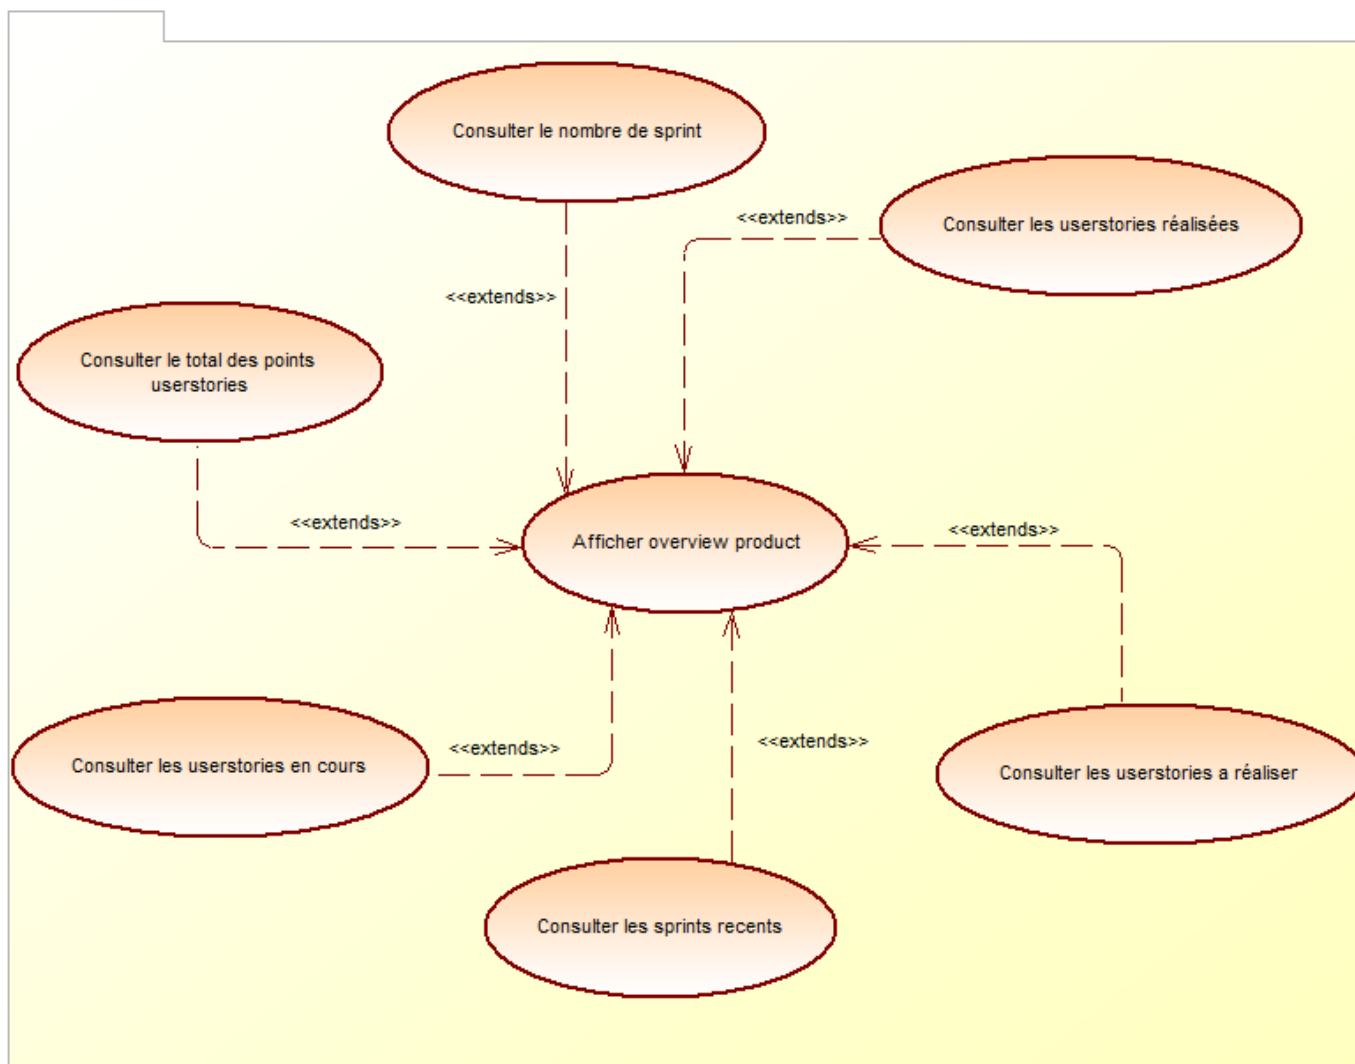 Consulter le nombre de sprint
<<extends>>
Consulter les userstories réalisées
<<extends>>
Consulter le total des points
userstories
<<extends>>
Afficher overview product
<<extends>>
Consulter les userstories en cours
<<extends>>
<<extends>>
Consulter les userstories a réaliser
Consulter les sprints recents